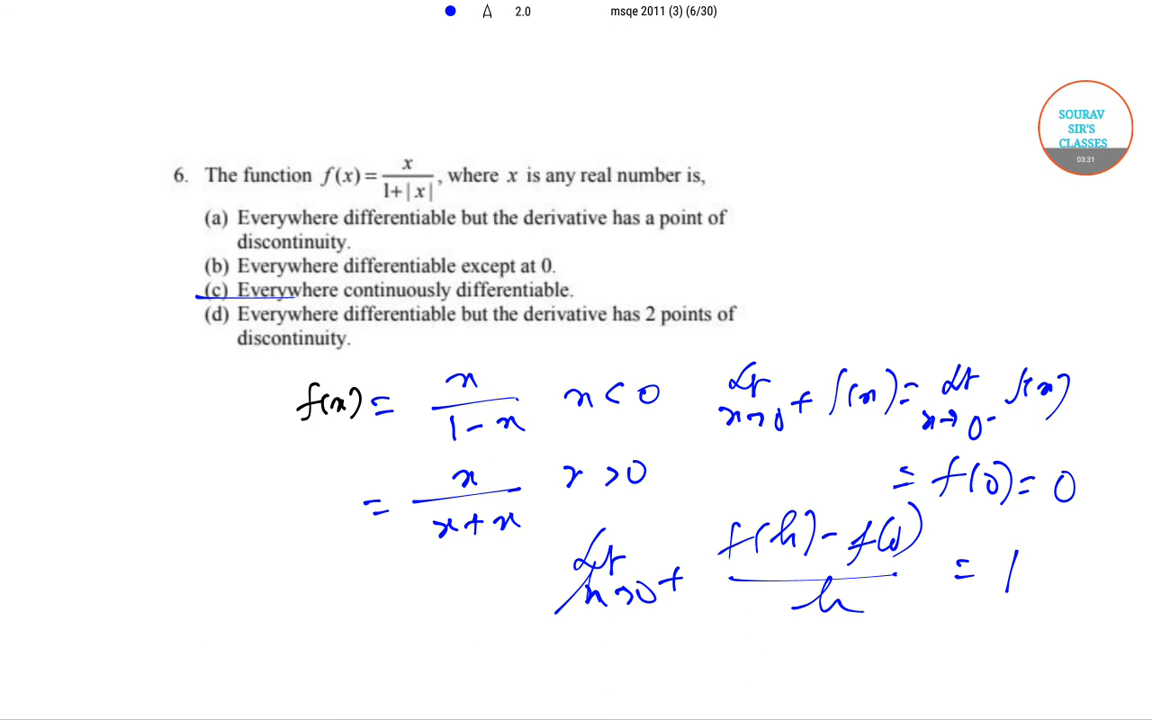 2.0 msqe 2011 (3) (6/30)
SOURAV
SIR'S
CLASSES
03:31
6. The function f(x) = x/(1+|x|), where x is any real number is,
(a) Everywhere differentiable but the derivative has a point of
discontinuity.
(b) Everywhere differentiable except at 0.
(c) Everywhere continuously differentiable.
(d) Everywhere differentiable but the derivative has 2 points of
discontinuity.
f(x) = x/(1-x) x < 0
lt x→0+ f(x) = lt x→0- f(x)
= x/(x+x) x > 0
= f(0) = 0
lt h→0+ (f(h) - f(0))/h = 1